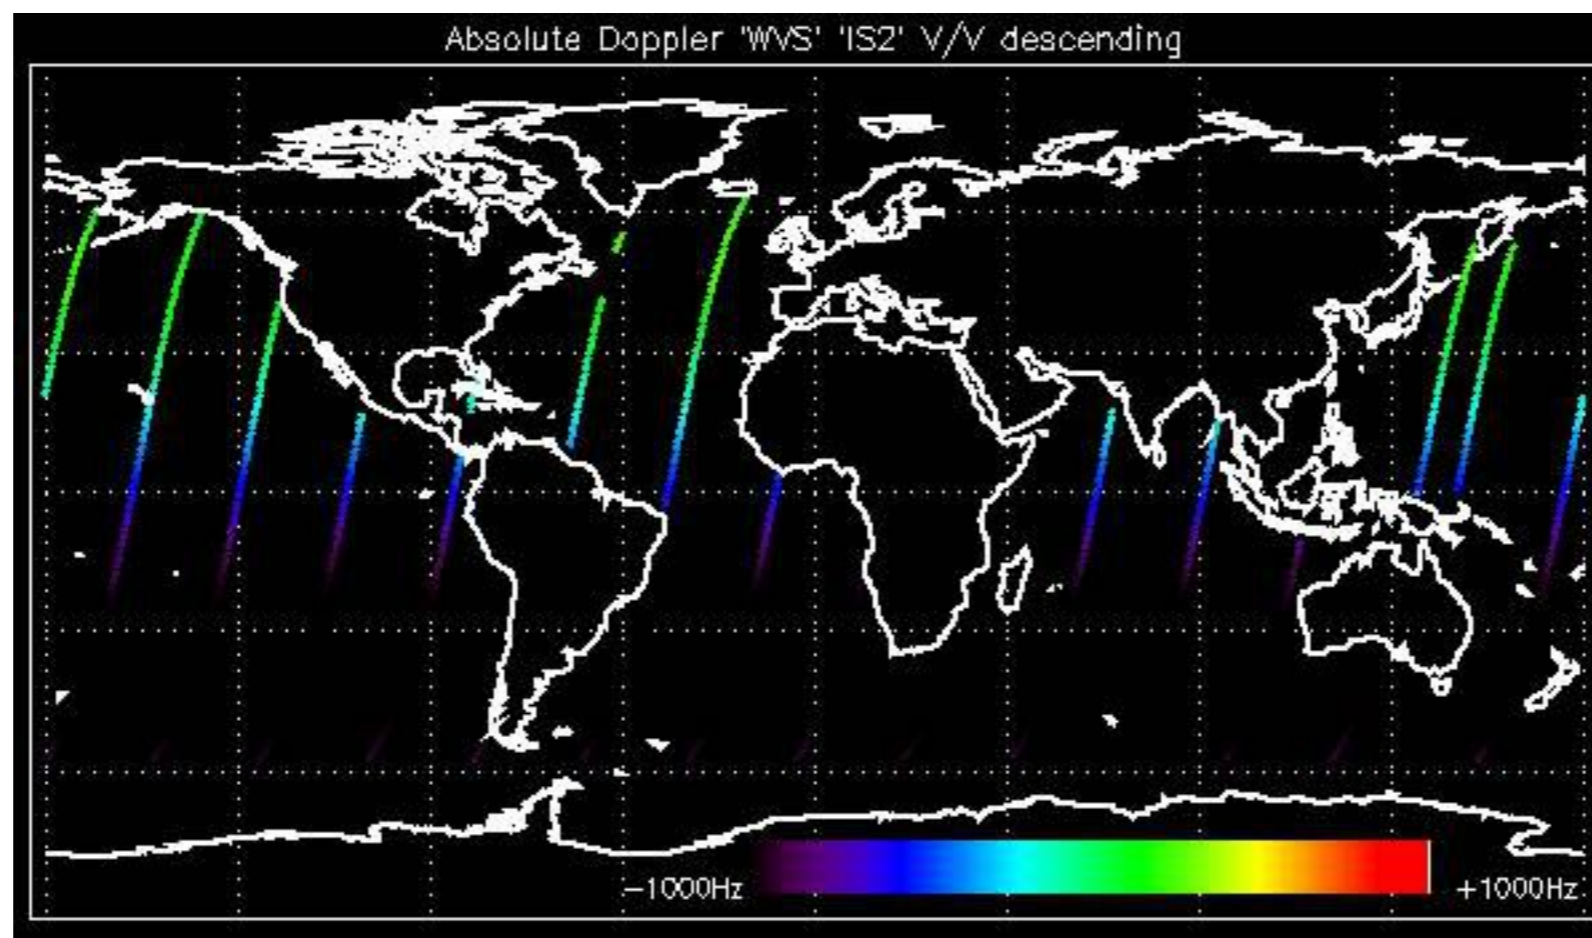 Absolute Doppler 'WVS' 'IS2' V/V descending
−1000Hz +1000Hz